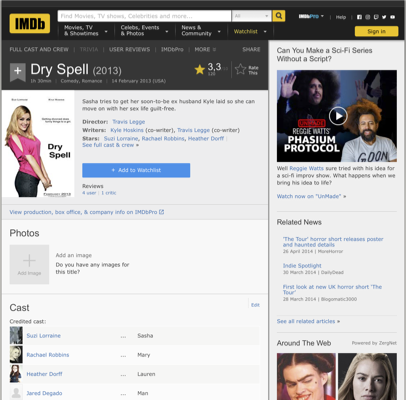 IMDb
Find Movies, TV shows, Celebrities and more...
All
IMDbPro
Help
Movies, TV
& Showtimes
Celebs, Events
& Photos
News &
Community
Watchlist
Sign in
FULL CAST AND CREW | TRIVIA | USER REVIEWS | IMDbPro | MORE
SHARE
+
Dry Spell (2013)
1h 30min | Comedy, Romance | 14 February 2013 (USA)
3,3
Rate
This
Sasha tries to get her soon-to-be ex husband Kyle laid so she can
move on with her sex life guilt-free.
Director: Travis Legge
Writers: Kyle Hoskins (co-writer), Travis Legge (co-writer)
Stars: Suzi Lorraine, Rachael Robbins, Heather Dorff |
See full cast & crew »
Dry
Spell
+ Add to Watchlist
Reviews
4 user | 1 critic
View production, box office, & company info on IMDbPro
Photos
Add Image
Add an image
Do you have any images for
this title?
Cast
Edit
Credited cast:
Suzi Lorraine ... Sasha
Rachael Robbins ... Mary
Heather Dorff ... Lauren
Jared Degado ... Man
Can You Make a Sci-Fi Series
Without a Script?
REGGIE WATTS'
PHASIUM
PROTOCOL
Well Reggie Watts sure tried with his idea for
a sci-fi improv show. What happens when we
bring his idea to life?
Watch now on "UnMade" »
Related News
'The Tour' horror short releases poster
and haunted details
26 April 2014 | MoreHorror
Indie Spotlight
30 March 2014 | DailyDead
First look at new UK horror short 'The
Tour'
28 March 2014 | Blogomatic3000
See all related articles »
Around The Web
Powered by ZergNet